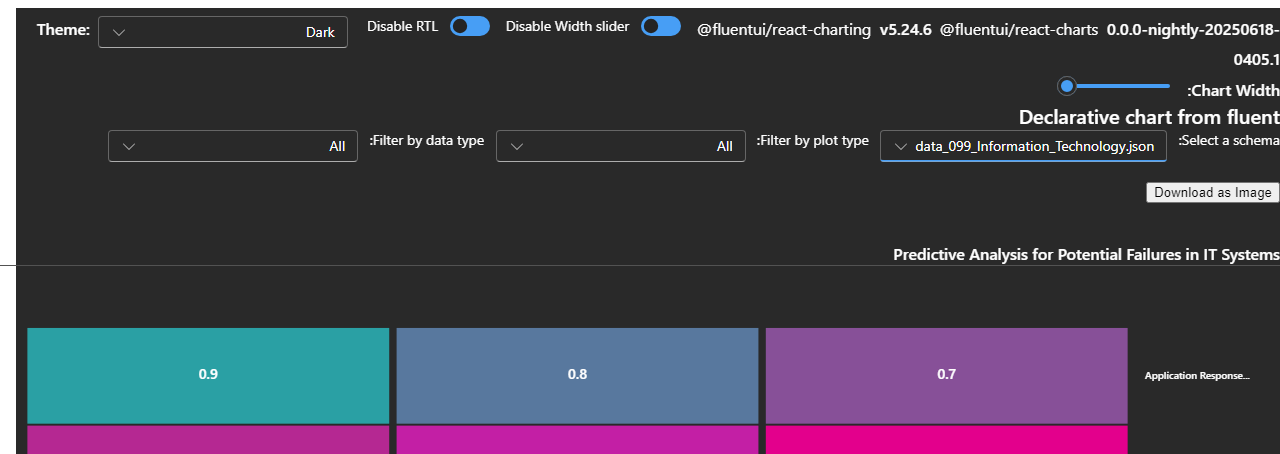 Theme: Dark Disable RTL Disable Width slider @fluentui/react-charting v5.24.6 @fluentui/react-charts 0.0.0-nightly-20250618-
0405.1
:Chart Width
Declarative chart from fluent
:Select a schema data_099_Information_Technology.json :Filter by plot type All :Filter by data type All
Download as Image
Predictive Analysis for Potential Failures in IT Systems
0.9 0.8 0.7 Application Response...